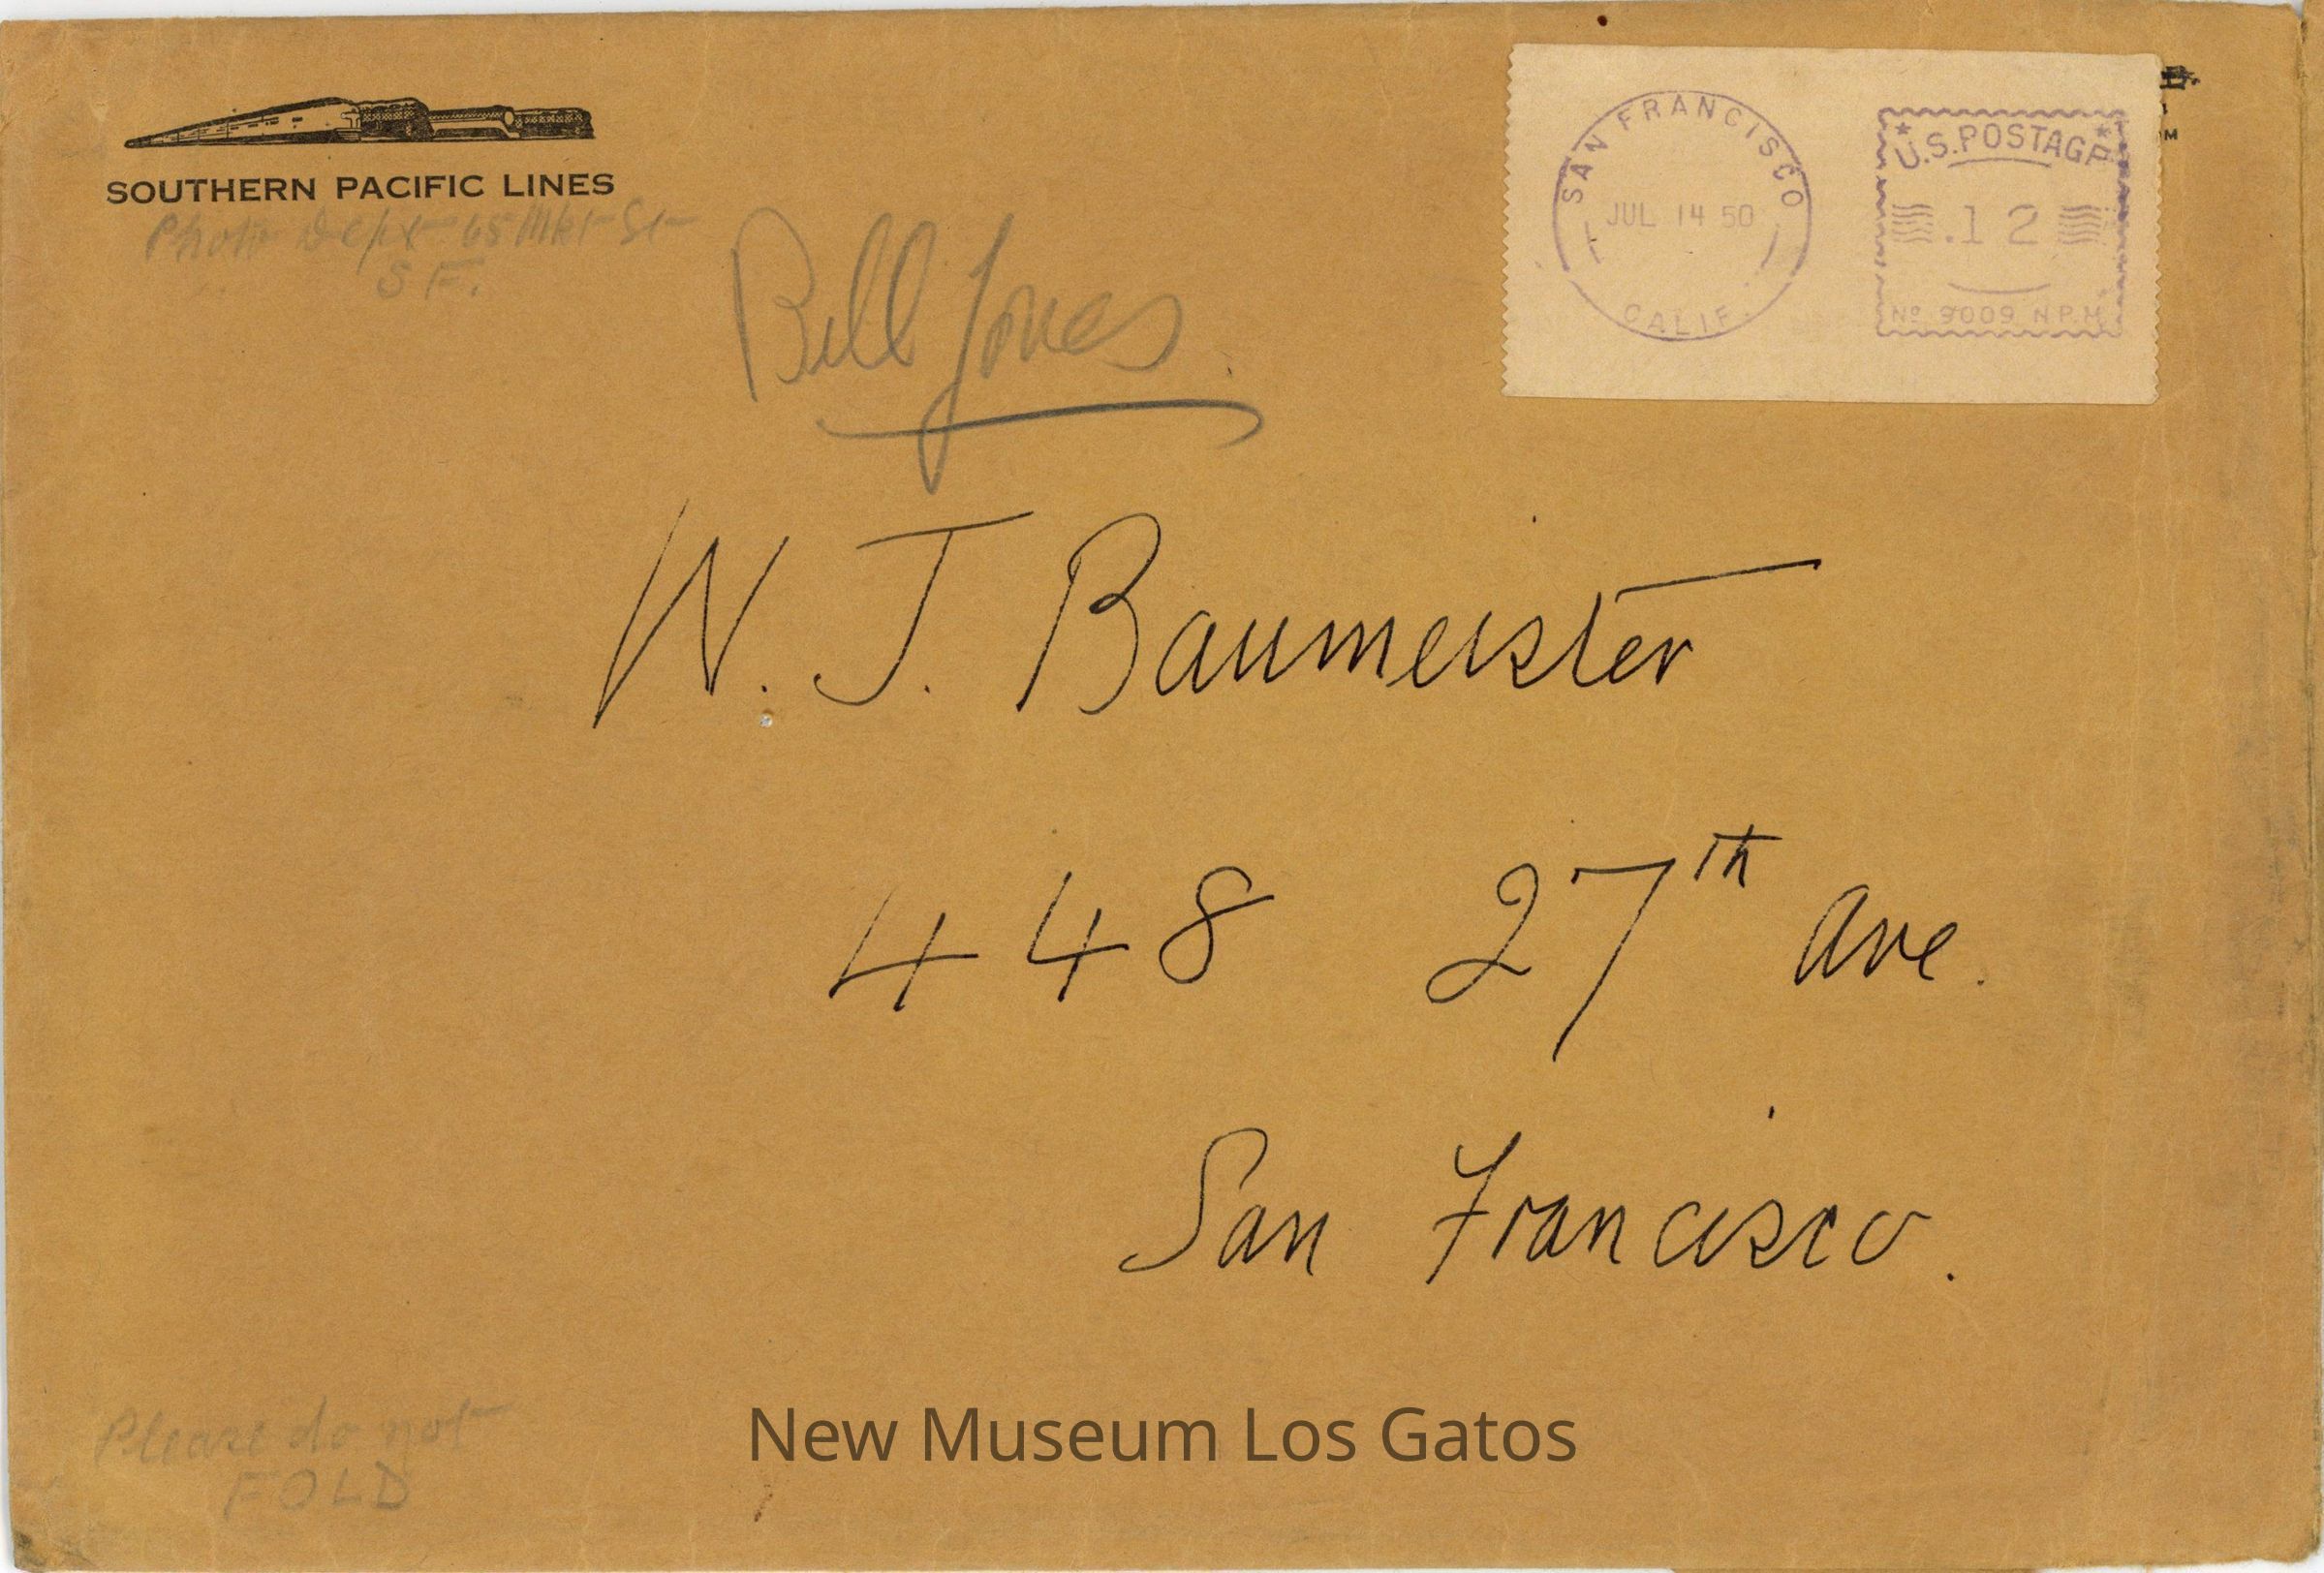 SOUTHERN PACIFIC LINES
Photo Dept 65 Mkt St
S F.
Bill Jones
SAN FRANCISCO
JUL 14 50
CALIF.
U.S. POSTAGE
.12
No 9009 N.P.M.
W. J. Baumeister
448 27th Ave.
San Francisco.
Please do not
FOLD
New Museum Los Gatos